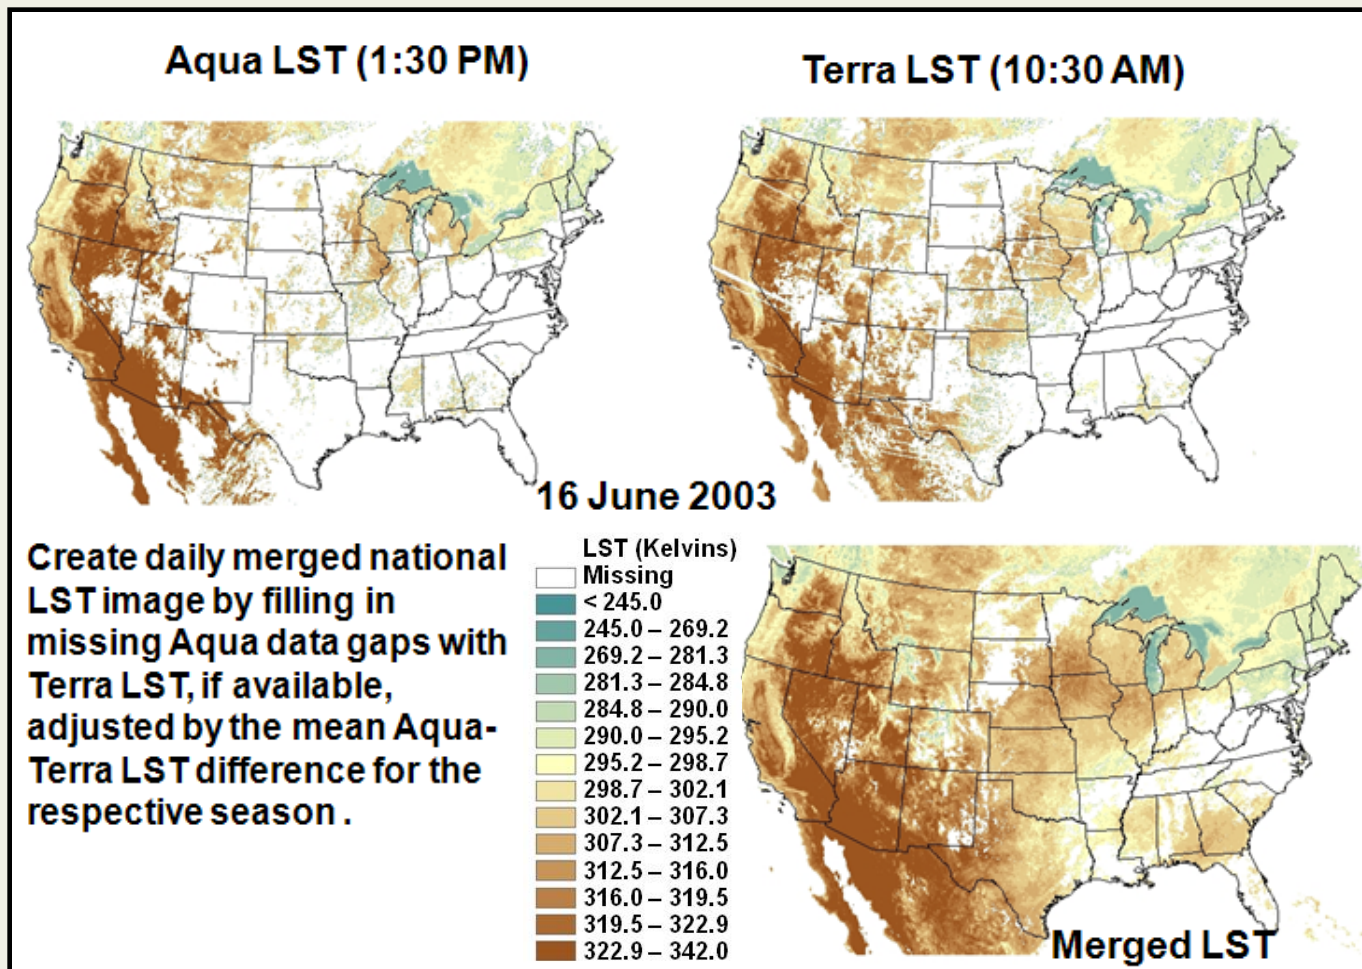 Aqua LST (1:30 PM)
Terra LST (10:30 AM)
16 June 2003
Create daily merged national
LST image by filling in
missing Aqua data gaps with
Terra LST, if available,
adjusted by the mean Aqua-
Terra LST difference for the
respective season .
LST (Kelvins)
Missing
< 245.0
245.0 – 269.2
269.2 – 281.3
281.3 – 284.8
284.8 – 290.0
290.0 – 295.2
295.2 – 298.7
298.7 – 302.1
302.1 – 307.3
307.3 – 312.5
312.5 – 316.0
316.0 – 319.5
319.5 – 322.9
322.9 – 342.0
Merged LST